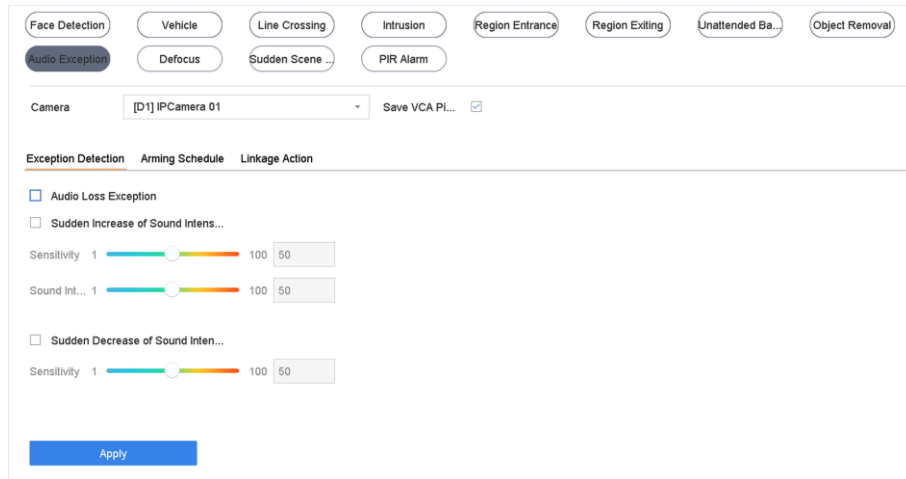 Face Detection Vehicle Line Crossing Intrusion Region Entrance Region Exiting Unattended Ba... Object Removal
Audio Exception Defocus Sudden Scene ... PIR Alarm
Camera [D1] IPCamera 01 Save VCA Pi...
Exception Detection Arming Schedule Linkage Action
Audio Loss Exception
Sudden Increase of Sound Intens...
Sensitivity 1 100 50
Sound Int... 1 100 50
Sudden Decrease of Sound Inten...
Sensitivity 1 100 50
Apply